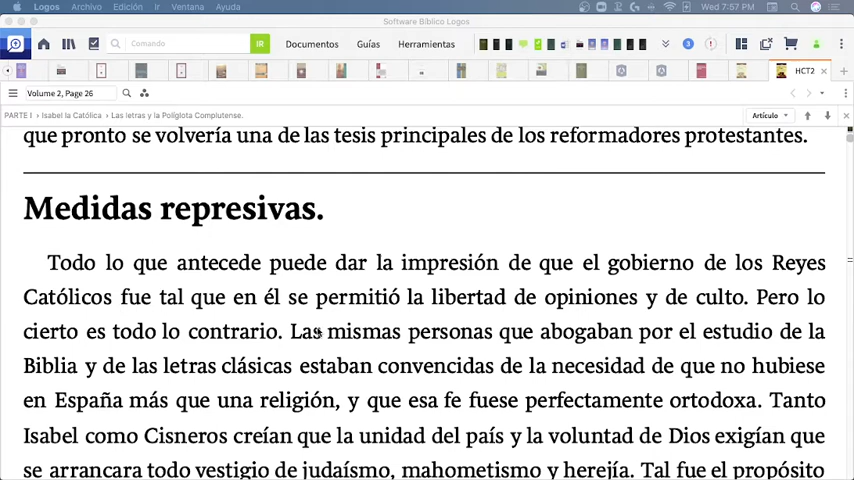 Logos Archivo Edición Ir Ventana Ayuda
Wed 7:57 PM
Software Bíblico Logos
Comando
IR
Documentos
Guías
Herramientas
3
HCT2
Volume 2, Page 26
PARTE I › Isabel la Católica › Las letras y la Políglota Complutense.
Artículo
que pronto se volvería una de las tesis principales de los reformadores protestantes.
Medidas represivas.
Todo lo que antecede puede dar la impresión de que el gobierno de los Reyes
Católicos fue tal que en él se permitió la libertad de opiniones y de culto. Pero lo
cierto es todo lo contrario. Las mismas personas que abogaban por el estudio de la
Biblia y de las letras clásicas estaban convencidas de la necesidad de que no hubiese
en España más que una religión, y que esa fe fuese perfectamente ortodoxa. Tanto
Isabel como Cisneros creían que la unidad del país y la voluntad de Dios exigían que
se arrancara todo vestigio de judaísmo, mahometismo y herejía. Tal fue el propósito